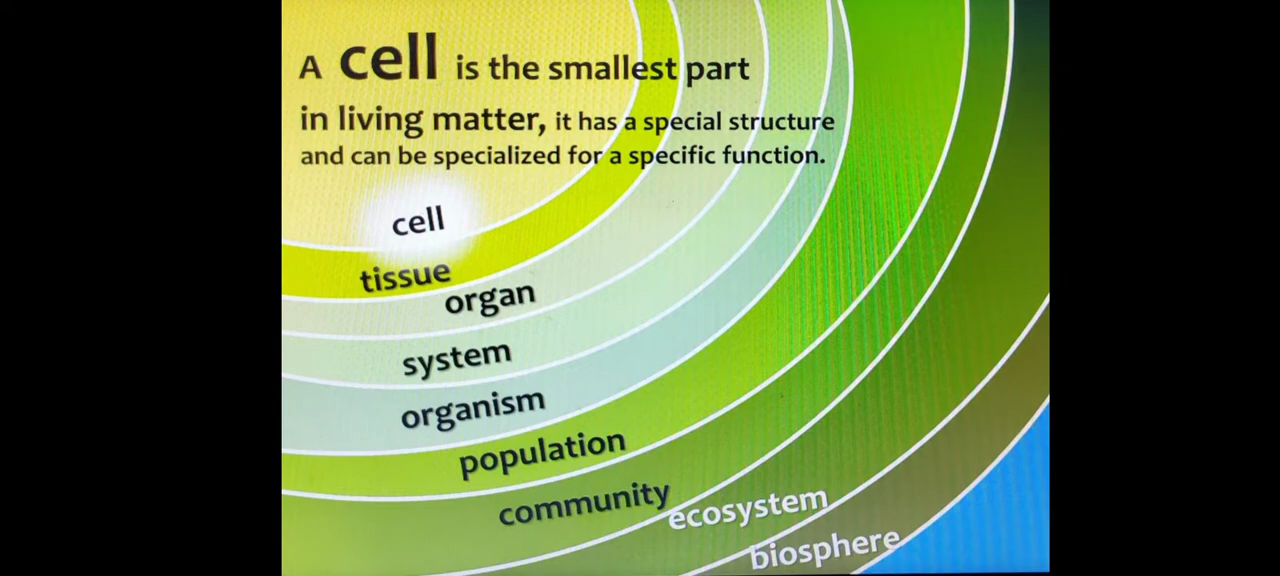 A cell is the smallest part
in living matter, it has a special structure
and can be specialized for a specific function.
cell
tissue
organ
system
organism
population
community
ecosystem
biosphere